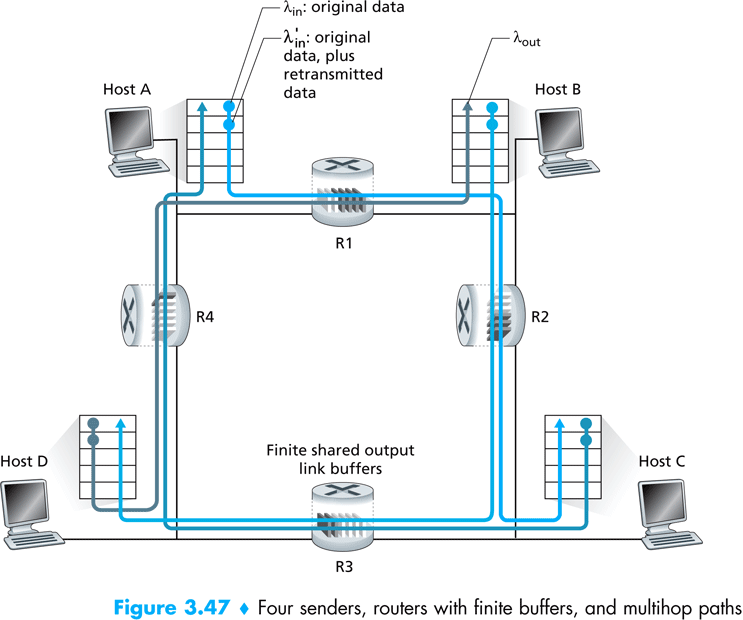 λin: original data
λ'in: original
data, plus
retransmitted
data
λout
Host A
Host B
R1
R4
R2
Host D
Finite shared output
link buffers
Host C
R3
Figure 3.47 ♦ Four senders, routers with finite buffers, and multihop paths